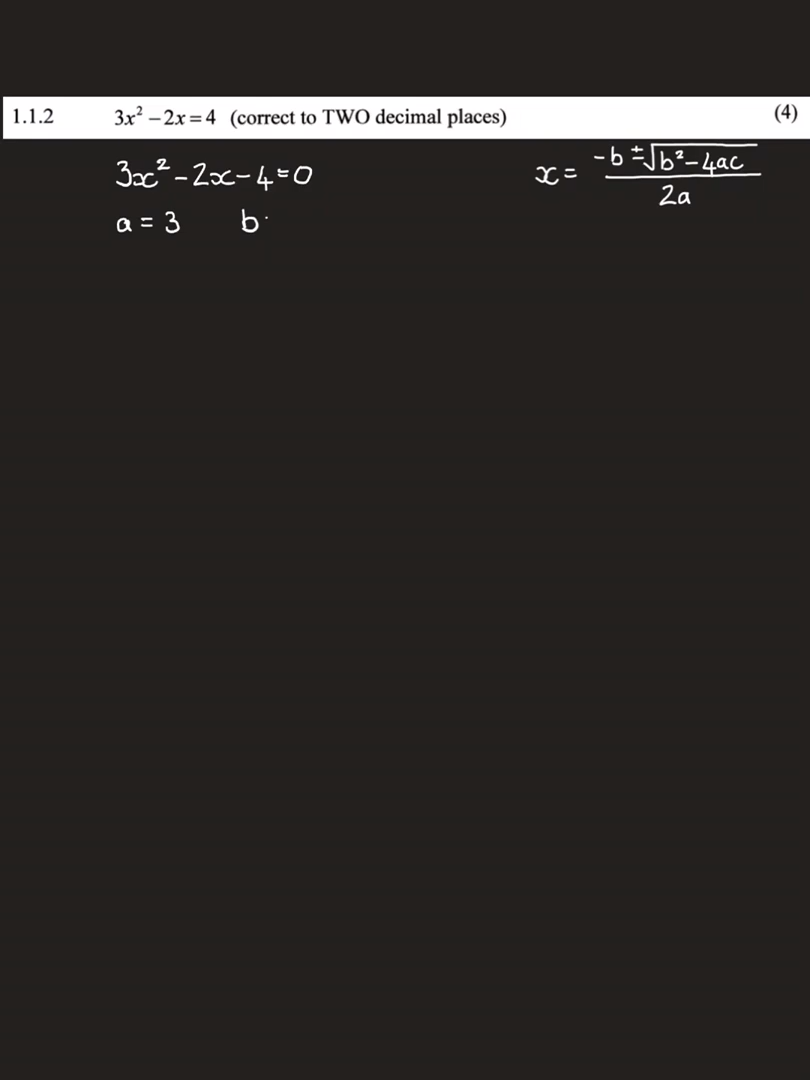 1.1.2 3x² – 2x = 4 (correct to TWO decimal places) (4)
3x² - 2x - 4 = 0
x = -b ± √b² - 4ac / 2a
a = 3 b